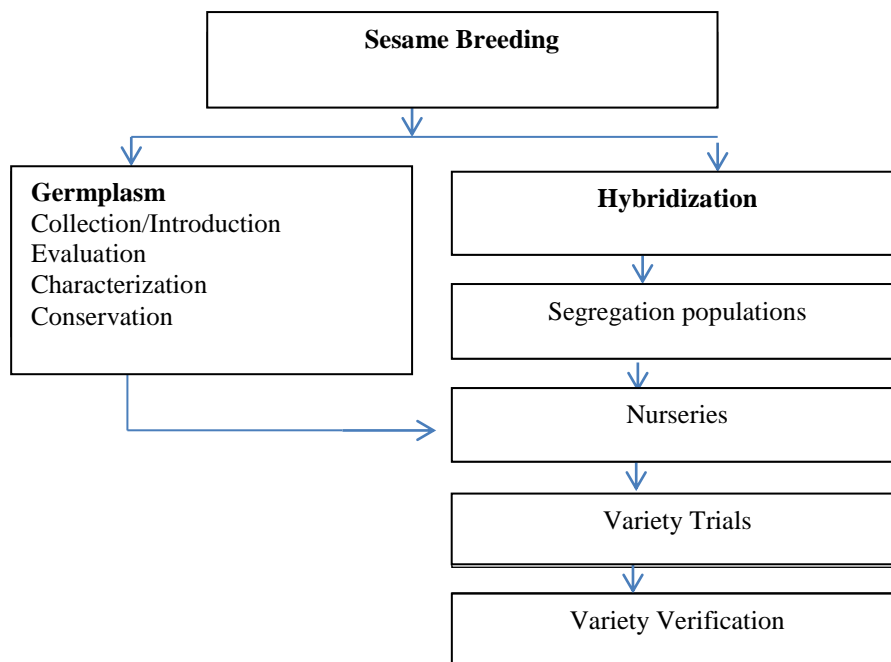 Sesame Breeding
Germplasm
Collection/Introduction
Evaluation
Characterization
Conservation
Hybridization
Segregation populations
Nurseries
Variety Trials
Variety Verification